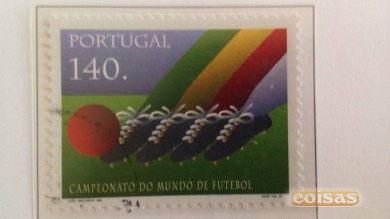 PORTUGAL
140.
CAMPEONATO DO MUNDO DE FUTEBOL
coisas